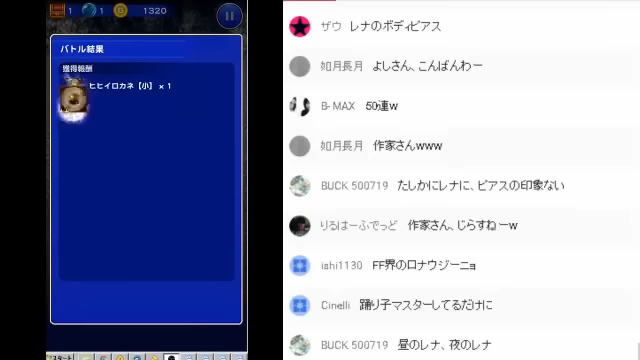 1 1 1320
バトル結果
獲得報酬
ヒヒイロカネ【小】 × 1
ザウ レナのボディピアス
如月長月 よしさん、こんばんわー
B- MAX 50連w
如月長月 作家さんwww
BUCK 500719 たしかにレナに、ピアスの印象ない
りるはーふでっど 作家さん、じらすねーw
ishi1130 FF界のロナウジーニョ
Cinelli 踊り子マスターしてるだけに
BUCK 500719 昼のレナ、夜のレナ
スタート